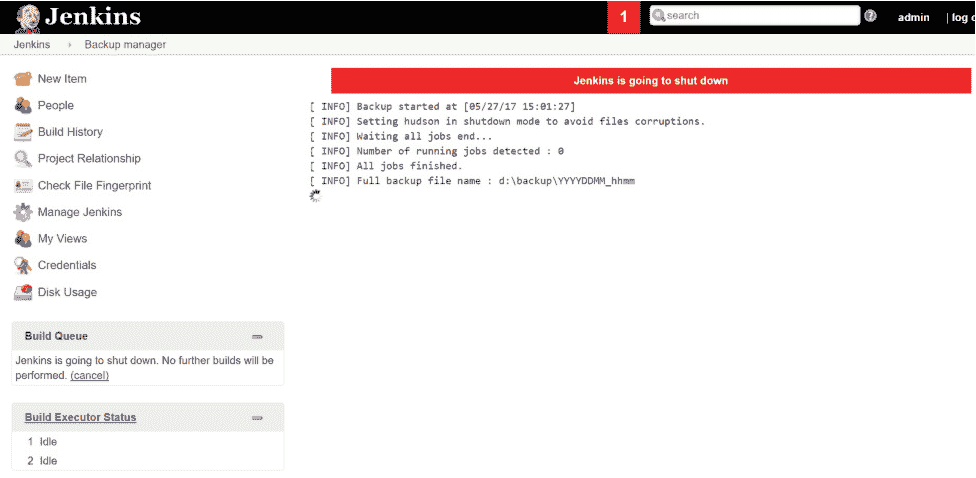 Jenkins
1
search
?
admin
| log
Jenkins
Backup manager
New Item
People
Build History
Project Relationship
Check File Fingerprint
Manage Jenkins
My Views
Credentials
Disk Usage
Build Queue
Jenkins is going to shut down. No further builds will be
performed. (cancel)
Build Executor Status
1 Idle
2 Idle
Jenkins is going to shut down
[ INFO] Backup started at [05/27/17 15:01:27]
[ INFO] Setting hudson in shutdown mode to avoid files corruptions.
[ INFO] Waiting all jobs end...
[ INFO] Number of running jobs detected : 0
[ INFO] All jobs finished.
[ INFO] Full backup file name : d:\backup\YYYYDDMM_hhmm